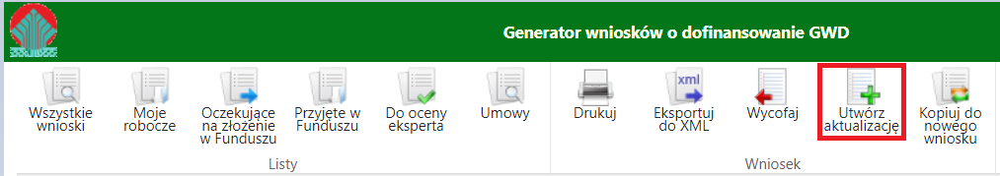 Generator wniosków o dofinansowanie GWD
Wszystkie
wnioski
Moje
robocze
Oczekujące
na złożenie
w Funduszu
Przyjęte w
Funduszu
Do oceny
eksperta
Umowy
Drukuj
xml
Eksportuj
do XML
Wycofaj
Utwórz
aktualizację
Kopiuj do
nowego
wniosku
Listy
Wniosek